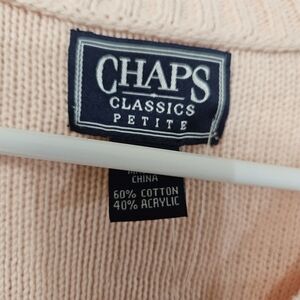 CHAPS
CLASSICS
PETITE
CHINA
60% COTTON
40% ACRYLIC